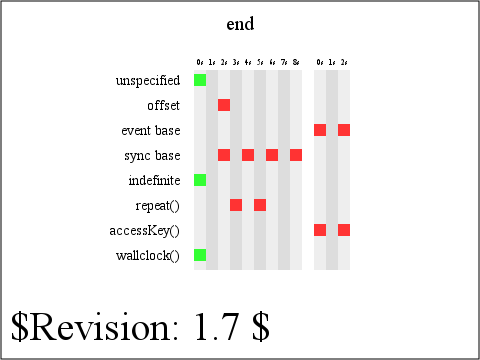 end
0s 1s 2s 3s 4s 5s 6s 7s 8s 0s 1s 2s
unspecified
offset
event base
sync base
indefinite
repeat()
accessKey()
wallclock()
$Revision: 1.7 $